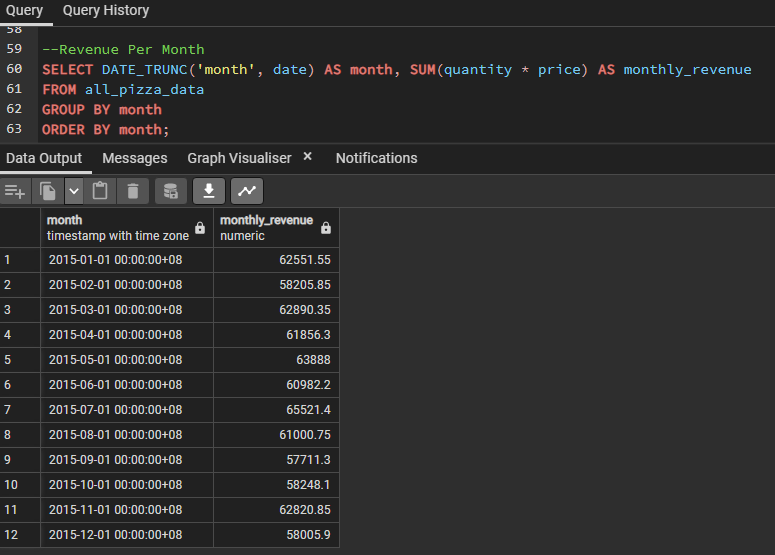 Query Query History
58
59 --Revenue Per Month
60 SELECT DATE_TRUNC('month', date) AS month, SUM(quantity * price) AS monthly_revenue
61 FROM all_pizza_data
62 GROUP BY month
63 ORDER BY month;
Data Output Messages Graph Visualiser × Notifications
month monthly_revenue
timestamp with time zone numeric
1 2015-01-01 00:00:00+08 62551.55
2 2015-02-01 00:00:00+08 58205.85
3 2015-03-01 00:00:00+08 62890.35
4 2015-04-01 00:00:00+08 61856.3
5 2015-05-01 00:00:00+08 63888
6 2015-06-01 00:00:00+08 60982.2
7 2015-07-01 00:00:00+08 65521.4
8 2015-08-01 00:00:00+08 61000.75
9 2015-09-01 00:00:00+08 57711.3
10 2015-10-01 00:00:00+08 58248.1
11 2015-11-01 00:00:00+08 62820.85
12 2015-12-01 00:00:00+08 58005.9